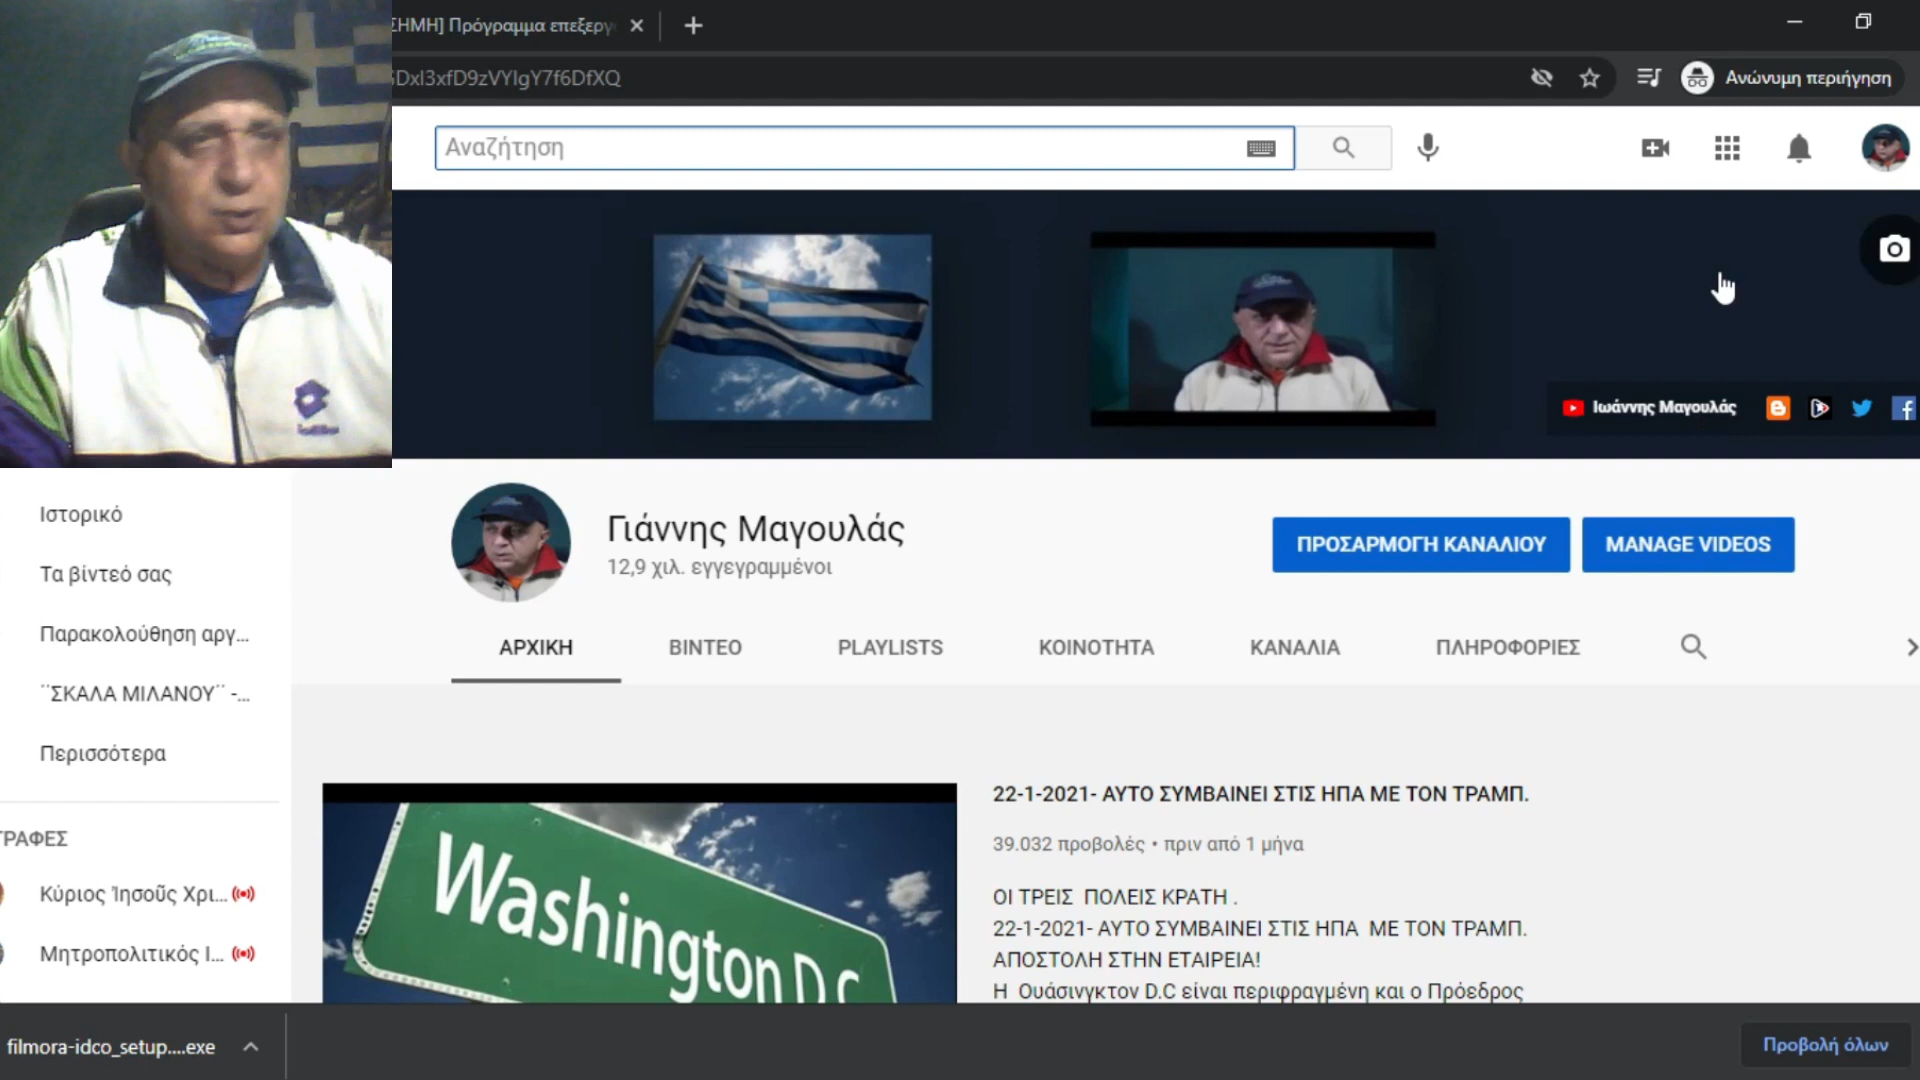 ΣΗΜΗ] Πρόγραμμα επεξεργ
Dxl3xfD9zVYIgY7f6DfXQ
Ανώνυμη περιήγηση
Αναζήτηση
Ιωάννης Μαγουλάς
Ιστορικό
Τα βίντεό σας
Παρακολούθηση αργ...
¨ΣΚΑΛΑ ΜΙΛΑΝΟΥ¨ -...
Περισσότερα
ΓΡΑΦΕΣ
Κύριος Ἰησοῦς Χρι...
Μητροπολιτικός Ι...
Γιάννης Μαγουλάς
12,9 χιλ. εγγεγραμμένοι
ΠΡΟΣΑΡΜΟΓΗ ΚΑΝΑΛΙΟΥ
MANAGE VIDEOS
ΑΡΧΙΚΗ
ΒΙΝΤΕΟ
PLAYLISTS
ΚΟΙΝΟΤΗΤΑ
ΚΑΝΑΛΙΑ
ΠΛΗΡΟΦΟΡΙΕΣ
Washington D.C
22-1-2021- ΑΥΤΟ ΣΥΜΒΑΙΝΕΙ ΣΤΙΣ ΗΠΑ ΜΕ ΤΟΝ ΤΡΑΜΠ.
39.032 προβολές • πριν από 1 μήνα
ΟΙ ΤΡΕΙΣ ΠΟΛΕΙΣ ΚΡΑΤΗ .
22-1-2021- ΑΥΤΟ ΣΥΜΒΑΙΝΕΙ ΣΤΙΣ ΗΠΑ ΜΕ ΤΟΝ ΤΡΑΜΠ.
ΑΠΟΣΤΟΛΗ ΣΤΗΝ ΕΤΑΙΡΕΙΑ!
Η Ουάσινγκτον D.C είναι περιφραγμένη και ο Πρόεδρος
filmora-idco_setup....exe
Προβολή όλων